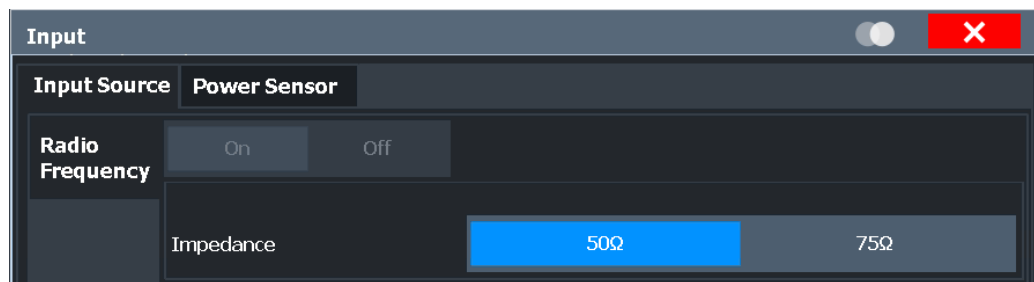 Input
Input Source Power Sensor
Radio
Frequency
On Off
Impedance 50Ω 75Ω